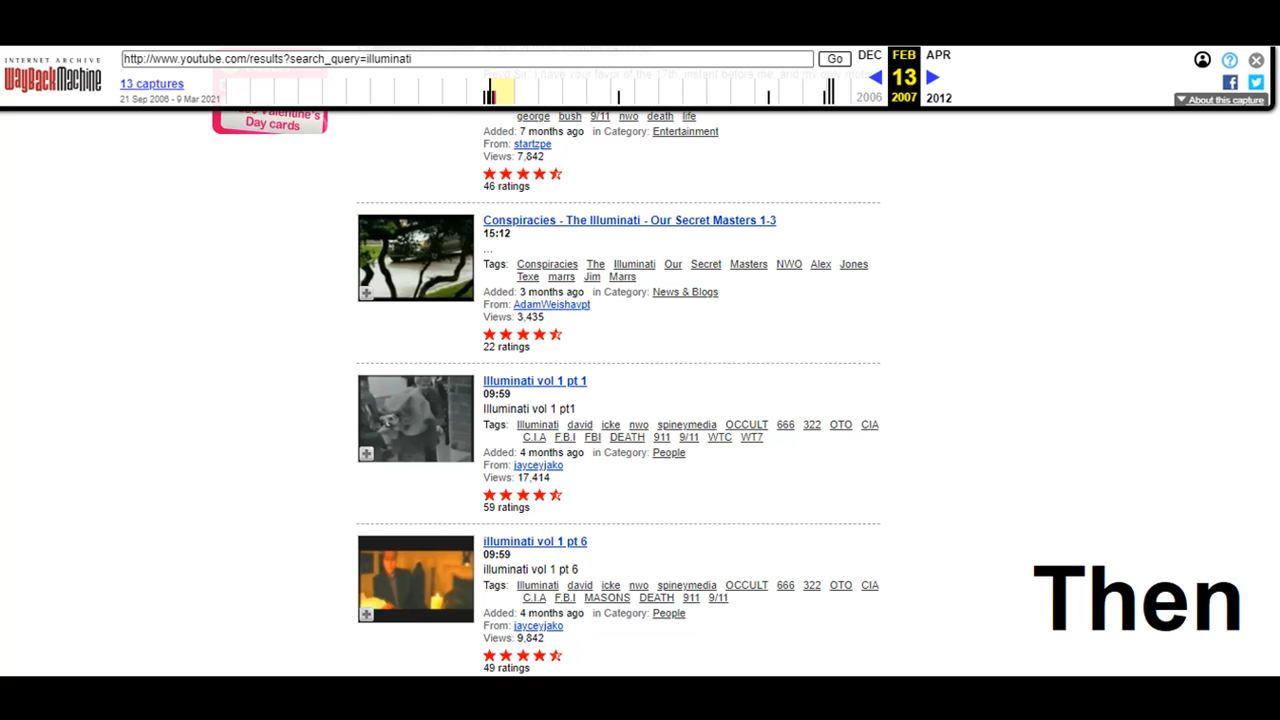 INTERNET ARCHIVE
WayBackMachine
http://www.youtube.com/results?search_query=illuminati
Go
DEC
FEB
APR
13 captures
13
21 Sep 2006 - 9 Mar 2021
2006
2007
2012
About this capture
Valentine's
Day cards
george bush 9/11 nwo death life
Added: 7 months ago in Category: Entertainment
From: startzpe
Views: 7,842
46 ratings
Conspiracies - The Illuminati - Our Secret Masters 1-3
15:12
...
Tags: Conspiracies The Illuminati Our Secret Masters NWO Alex Jones
Texe marrs Jim Marrs
Added: 3 months ago in Category: News & Blogs
From: AdamWeishavpt
Views: 3,435
22 ratings
Illuminati vol 1 pt 1
09:59
Illuminati vol 1 pt1
Tags: Illuminati david icke nwo spineymedia OCCULT 666 322 OTO CIA
C.I.A F.B.I FBI DEATH 911 9/11 WTC WT7
Added: 4 months ago in Category: People
From: jayceyjako
Views: 17,414
59 ratings
illuminati vol 1 pt 6
09:59
illuminati vol 1 pt 6
Tags: Illuminati david icke nwo spineymedia OCCULT 666 322 OTO CIA
C.I.A F.B.I MASONS DEATH 911 9/11
Added: 4 months ago in Category: People
From: jayceyjako
Views: 9,842
49 ratings
Then